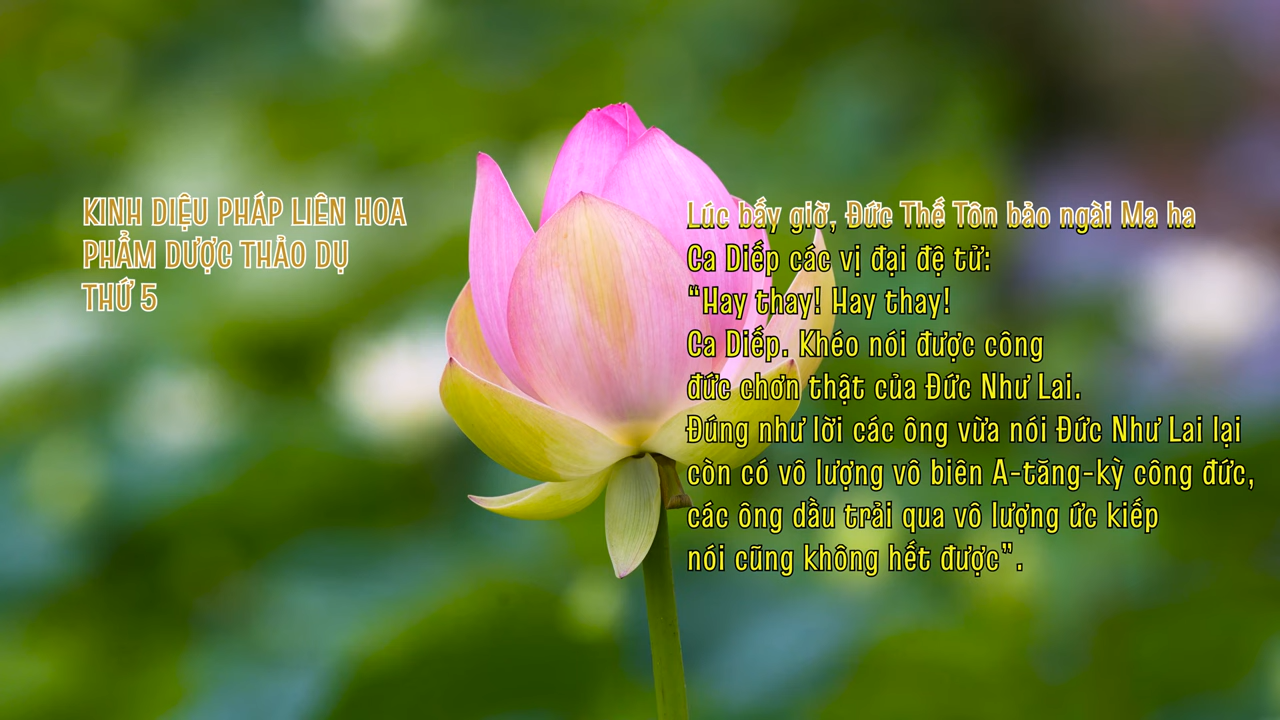 KINH DIỆU PHÁP LIÊN HOA
PHẨM DƯỢC THẢO DỤ
THỨ 5
Lúc bấy giờ, Đức Thế Tôn bảo ngài Ma ha
Ca Diếp các vị đại đệ tử:
“Hay thay! Hay thay!
Ca Diếp. Khéo nói được công
đức chơn thật của Đức Như Lai.
Đúng như lời các ông vừa nói Đức Như Lai lại
còn có vô lượng vô biên A-tăng-kỳ công đức,
các ông dầu trải qua vô lượng ức kiếp
nói cũng không hết được”.